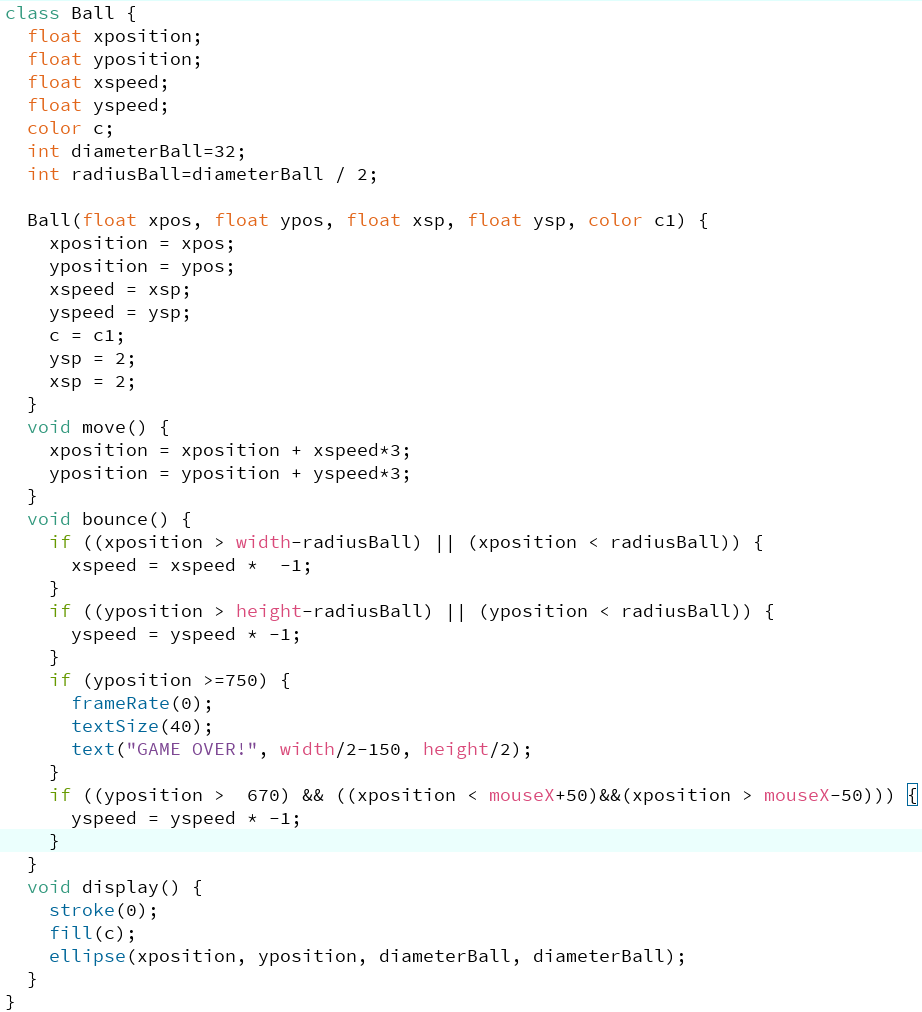 class Ball {
  float xposition;
  float yposition;
  float xspeed;
  float yspeed;
  color c;
  int diameterBall=32;
  int radiusBall=diameterBall / 2;

  Ball(float xpos, float ypos, float xsp, float ysp, color c1) {
    xposition = xpos;
    yposition = ypos;
    xspeed = xsp;
    yspeed = ysp;
    c = c1;
    ysp = 2;
    xsp = 2;
  }
  void move() {
    xposition = xposition + xspeed*3;
    yposition = yposition + yspeed*3;
  }
  void bounce() {
    if ((xposition > width-radiusBall) || (xposition < radiusBall)) {
      xspeed = xspeed *  -1;
    }
    if ((yposition > height-radiusBall) || (yposition < radiusBall)) {
      yspeed = yspeed * -1;
    }
    if (yposition >=750) {
      frameRate(0);
      textSize(40);
      text("GAME OVER!", width/2-150, height/2);
    }
    if ((yposition >  670) && ((xposition < mouseX+50)&&(xposition > mouseX-50))) {
      yspeed = yspeed * -1;
    }
  }
  void display() {
    stroke(0);
    fill(c);
    ellipse(xposition, yposition, diameterBall, diameterBall);
  }
}